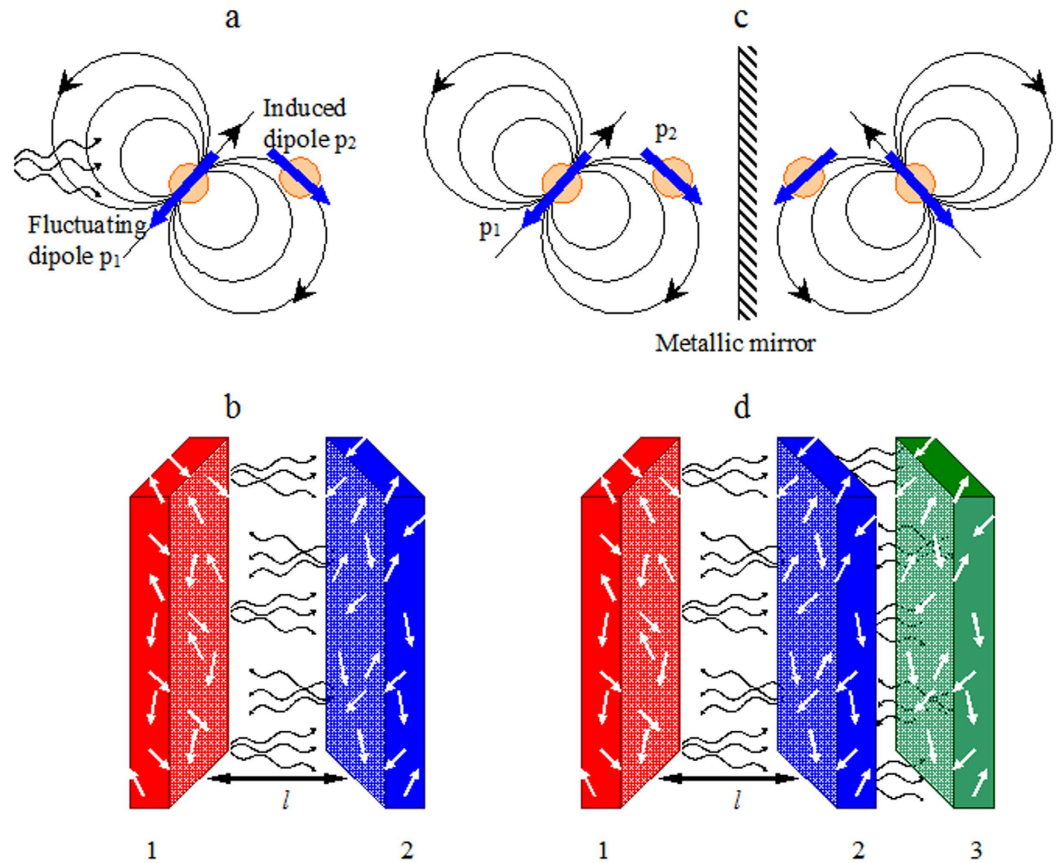 a
Induced
dipole p2
Fluctuating
dipole p1
c
p2
p1
Metallic mirror
b
l
1
2
d
l
1
2
3